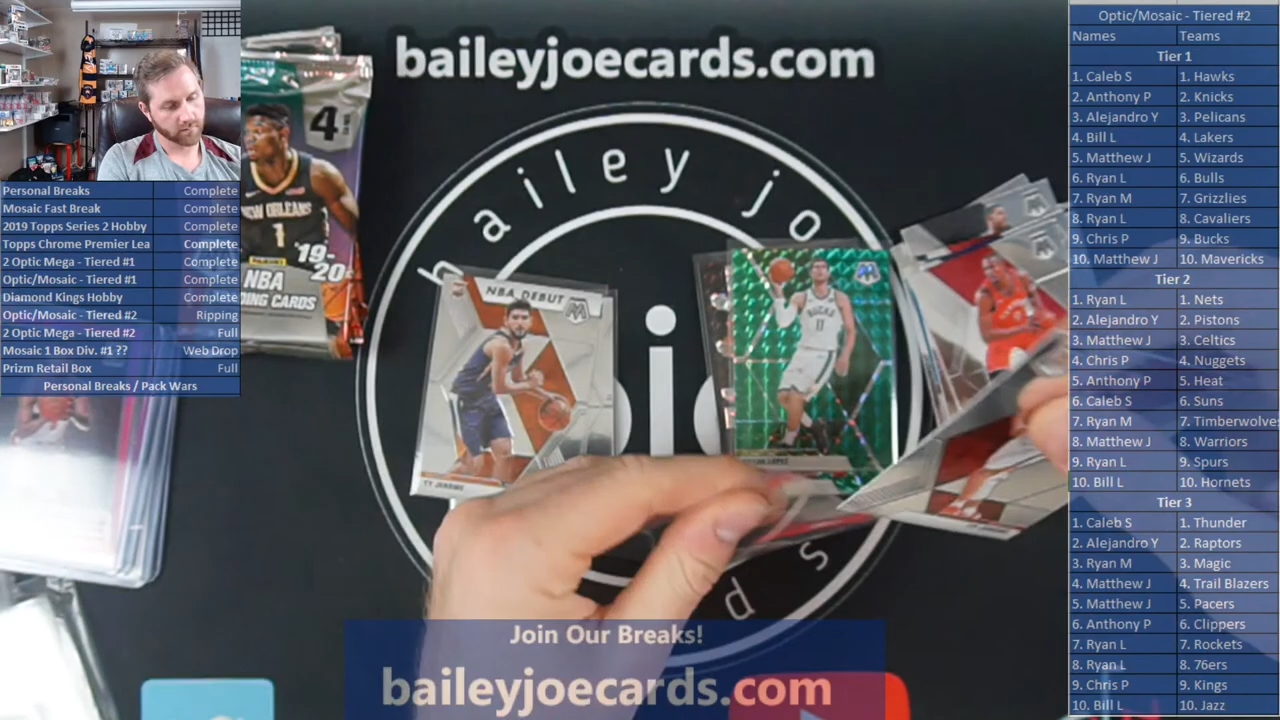 baileyjoecards.com
bailey jo
d s
4
NEW ORLEANS
1
19-20
PANINI
NBA
NBA DEBUT
TY JEROME
BUCKS
11
LOPEZ
Personal Breaks Complete
Mosaic Fast Break Complete
2019 Topps Series 2 Hobby Complete
Topps Chrome Premier Lea Complete
2 Optic Mega - Tiered #1 Complete
Optic/Mosaic - Tiered #1 Complete
Diamond Kings Hobby Complete
Optic/Mosaic - Tiered #2 Ripping
2 Optic Mega - Tiered #2 Full
Mosaic 1 Box Div. #1 ?? Web Drop
Prizm Retail Box Full
Personal Breaks / Pack Wars
Join Our Breaks!
baileyjoecards.com
Optic/Mosaic - Tiered #2
Names Teams
Tier 1
1. Caleb S 1. Hawks
2. Anthony P 2. Knicks
3. Alejandro Y 3. Pelicans
4. Bill L 4. Lakers
5. Matthew J 5. Wizards
6. Ryan L 6. Bulls
7. Ryan M 7. Grizzlies
8. Ryan L 8. Cavaliers
9. Chris P 9. Bucks
10. Matthew J 10. Mavericks
Tier 2
1. Ryan L 1. Nets
2. Alejandro Y 2. Pistons
3. Matthew J 3. Celtics
4. Chris P 4. Nuggets
5. Anthony P 5. Heat
6. Caleb S 6. Suns
7. Ryan M 7. Timberwolves
8. Matthew J 8. Warriors
9. Ryan L 9. Spurs
10. Bill L 10. Hornets
Tier 3
1. Caleb S 1. Thunder
2. Alejandro Y 2. Raptors
3. Ryan M 3. Magic
4. Matthew J 4. Trail Blazers
5. Matthew J 5. Pacers
6. Anthony P 6. Clippers
7. Ryan L 7. Rockets
8. Ryan L 8. 76ers
9. Chris P 9. Kings
10. Bill L 10. Jazz